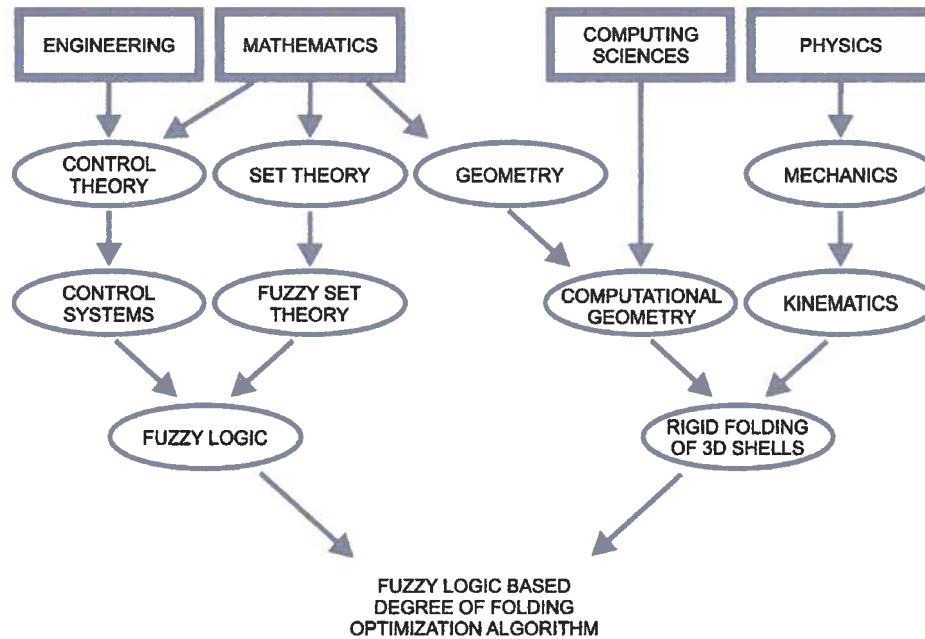 ENGINEERING
MATHEMATICS
COMPUTING
SCIENCES
PHYSICS
CONTROL
THEORY
SET THEORY
GEOMETRY
MECHANICS
CONTROL
SYSTEMS
FUZZY SET
THEORY
COMPUTATIONAL
GEOMETRY
KINEMATICS
FUZZY LOGIC
RIGID FOLDING
OF 3D SHELLS
FUZZY LOGIC BASED
DEGREE OF FOLDING
OPTIMIZATION ALGORITHM